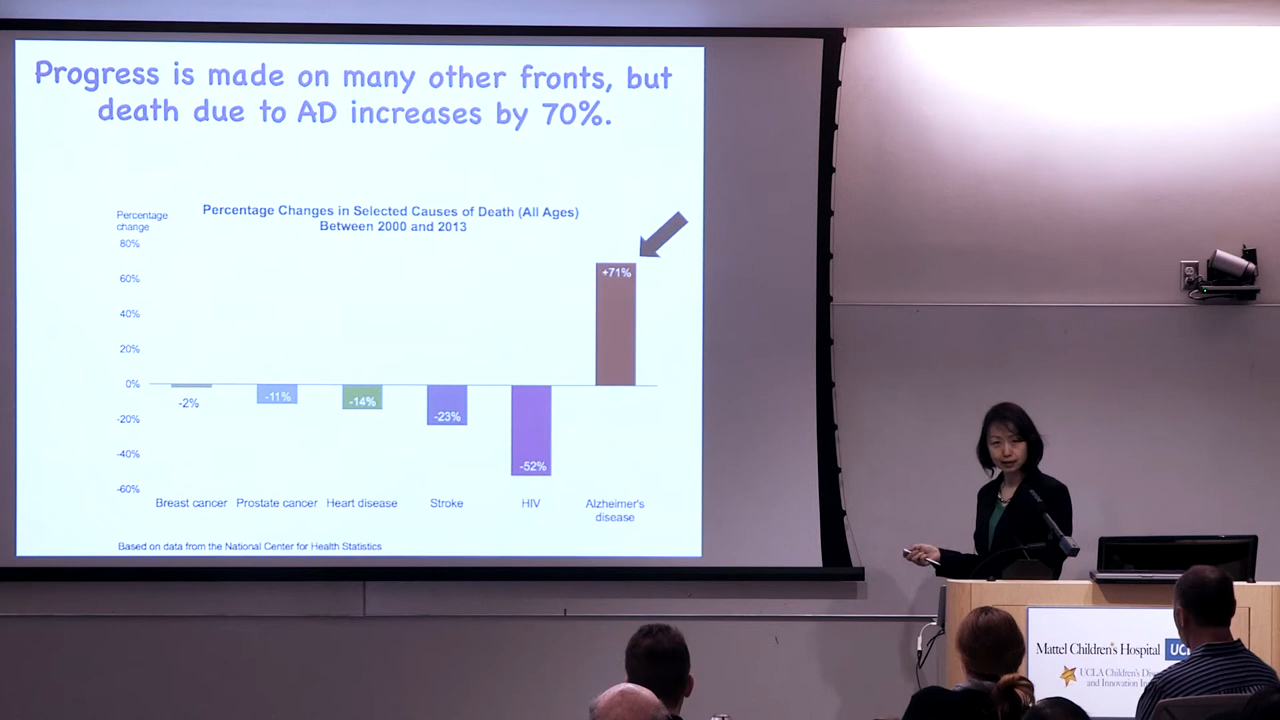 Progress is made on many other fronts, but
death due to AD increases by 70%.
Percentage Changes in Selected Causes of Death (All Ages)
Between 2000 and 2013
Percentage
change
80%
60%
40%
20%
0%
-20%
-40%
-60%
-2%
-11%
-14%
-23%
-52%
+71%
Breast cancer
Prostate cancer
Heart disease
Stroke
HIV
Alzheimer's
disease
Based on data from the National Center for Health Statistics
Mattel Children's Hospital
UCLA Children's
and Innovation